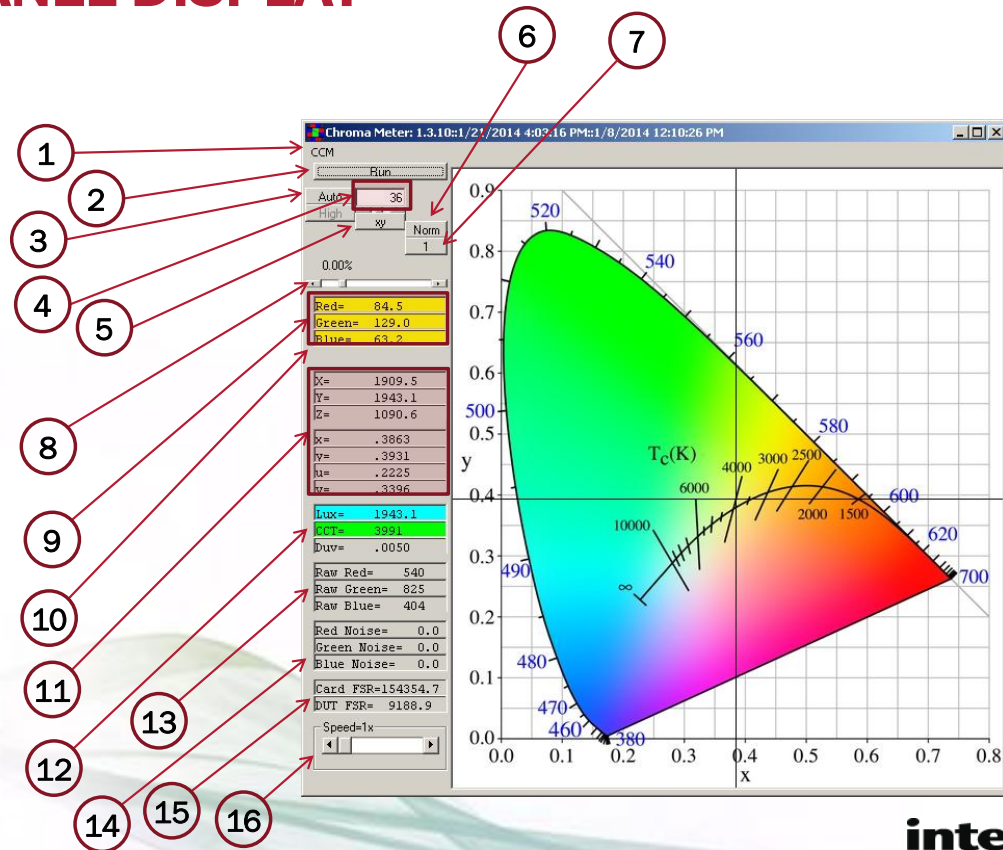 DISPLAY
6
7
1
2
3
4
5
8
9
10
11
12
13
14
15
16
Chroma Meter: 1.3.10::1/21/2014 4:03:16 PM::1/8/2014 12:10:26 PM
CCM
Run
Auto 36
High xy Norm
1
0.00%
Red= 84.5
Green= 129.0
Blue= 63.2
X= 1909.5
Y= 1943.1
Z= 1090.6
x= .3863
y= .3931
u= .2225
v= .3396
Lux= 1943.1
CCT= 3991
Duv= .0050
Raw Red= 540
Raw Green= 825
Raw Blue= 404
Red Noise= 0.0
Green Noise= 0.0
Blue Noise= 0.0
Card FSR=154354.7
DUT FSR= 9188.9
Speed=1x
0.9
0.8
0.7
0.6
0.5
0.4
0.3
0.2
0.1
0.0
y
0.0 0.1 0.2 0.3 0.4 0.5 0.6 0.7 0.8
x
520
540
560
580
600
620
700
500
490
480
470
460
380
Tc(K)
∞ 10000 6000 4000 3000 2500 2000 1500
inte